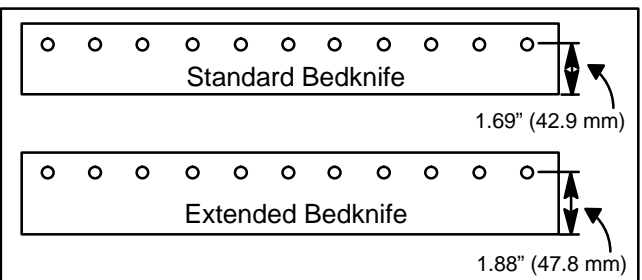 Standard Bedknife
1.69” (42.9 mm)
Extended Bedknife
1.88” (47.8 mm)